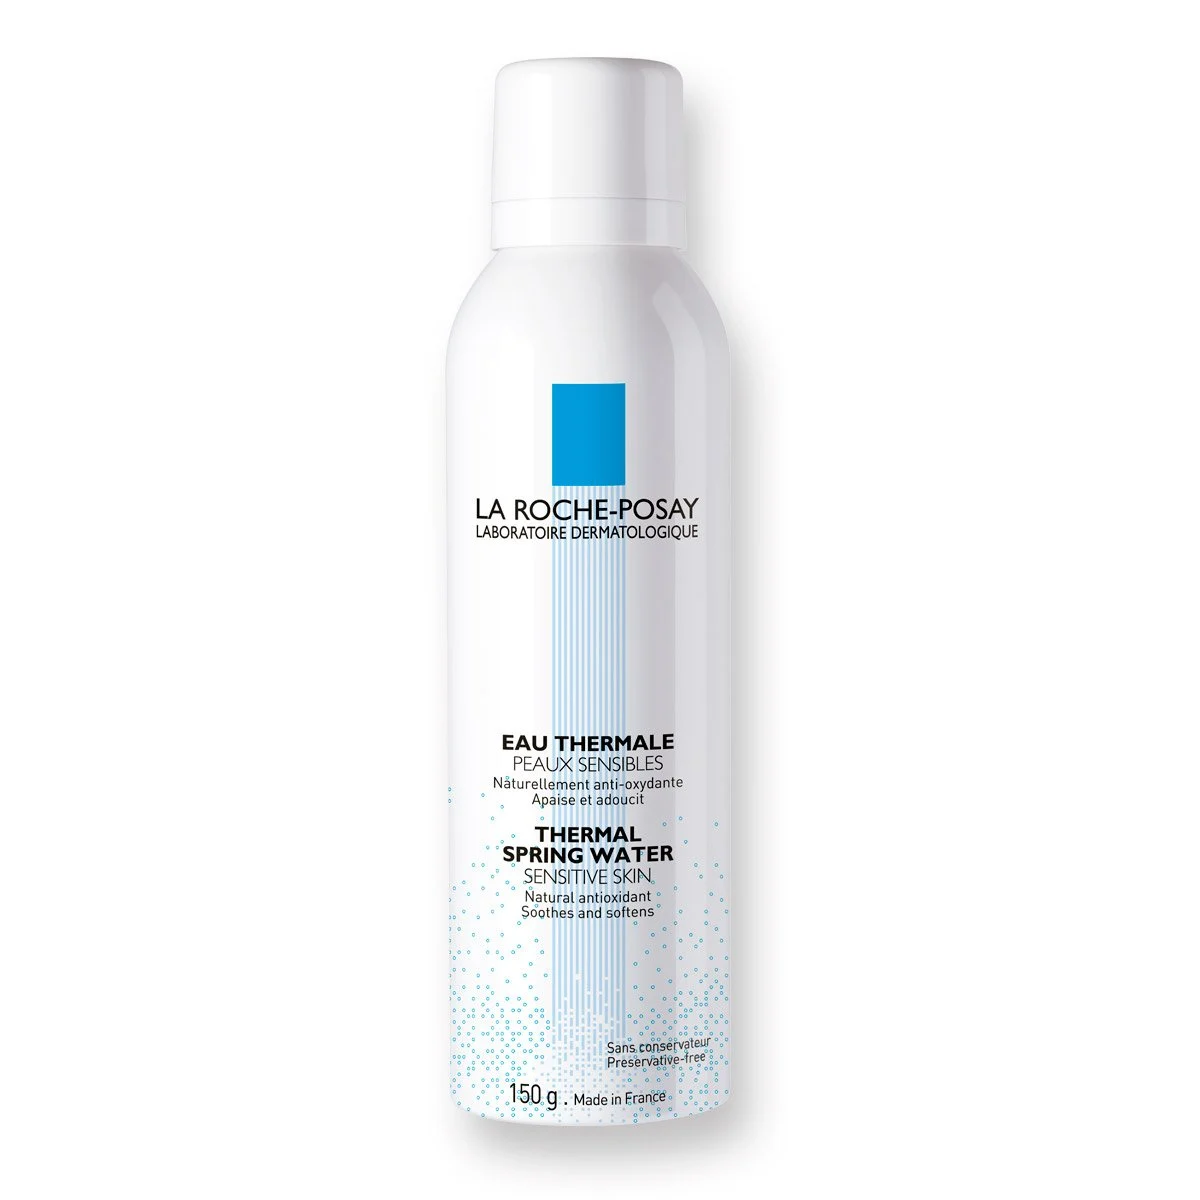 LA ROCHE-POSAY
LABORATOIRE DERMATOLOGIQUE
EAU THERMALE
PEAUX SENSIBLES
Naturellement anti-oxydante
Apaise et adoucit
THERMAL
SPRING WATER
SENSITIVE SKIN
Natural antioxidant
Soothes and softens
Sans conservateur
Preservative-free
150 g . Made in France